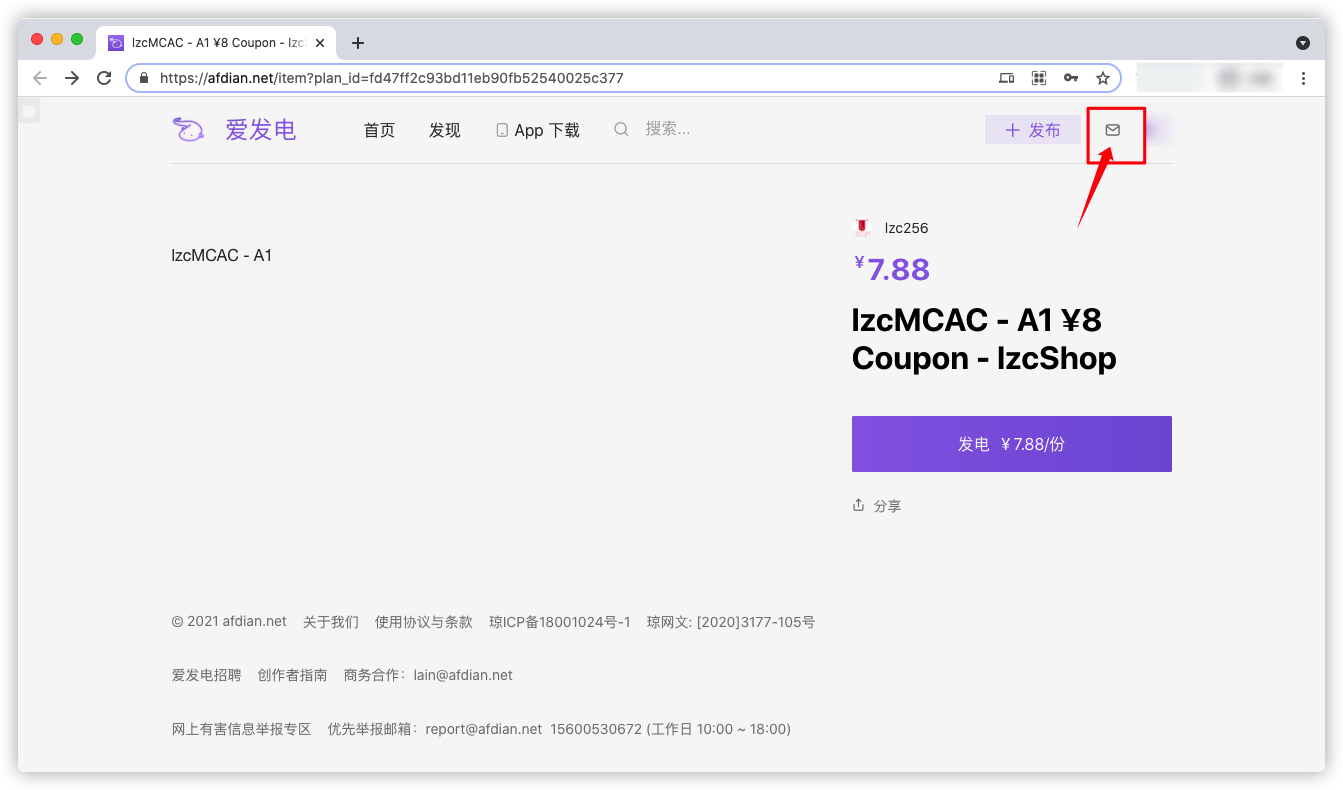 lzcMCAC - A1 ¥8 Coupon - lzc
https://afdian.net/item?plan_id=fd47ff2c93bd11eb90fb52540025c377
爱发电 首页 发现 App 下载 搜索... + 发布
lzc256
lzcMCAC - A1
¥7.88
lzcMCAC - A1 ¥8
Coupon - lzcShop
发电 ¥7.88/份
分享
© 2021 afdian.net 关于我们 使用协议与条款 琼ICP备18001024号-1 琼网文: [2020]3177-105号
爱发电招聘 创作者指南 商务合作：lain@afdian.net
网上有害信息举报专区 优先举报邮箱：report@afdian.net 15600530672 (工作日 10:00 ~ 18:00)